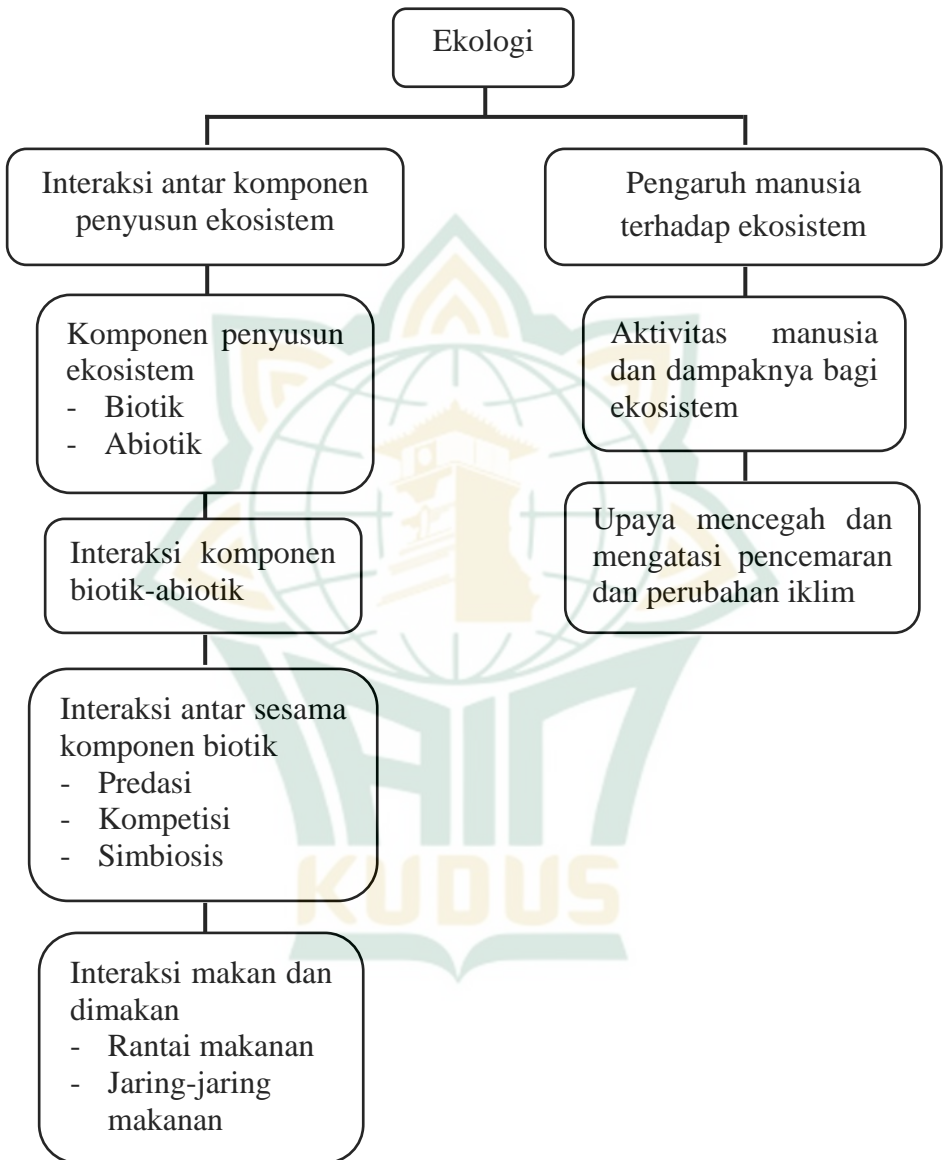 Ekologi
Interaksi antar komponen
penyusun ekosistem
Komponen penyusun
ekosistem
- Biotik
- Abiotik
Interaksi komponen
biotik-abiotik
Interaksi antar sesama
komponen biotik
- Predasi
- Kompetisi
- Simbiosis
Interaksi makan dan
dimakan
- Rantai makanan
- Jaring-jaring
makanan
Pengaruh manusia
terhadap ekosistem
Aktivitas manusia
dan dampaknya bagi
ekosistem
Upaya mencegah dan
mengatasi pencemaran
dan perubahan iklim
IAIN
KUDUS